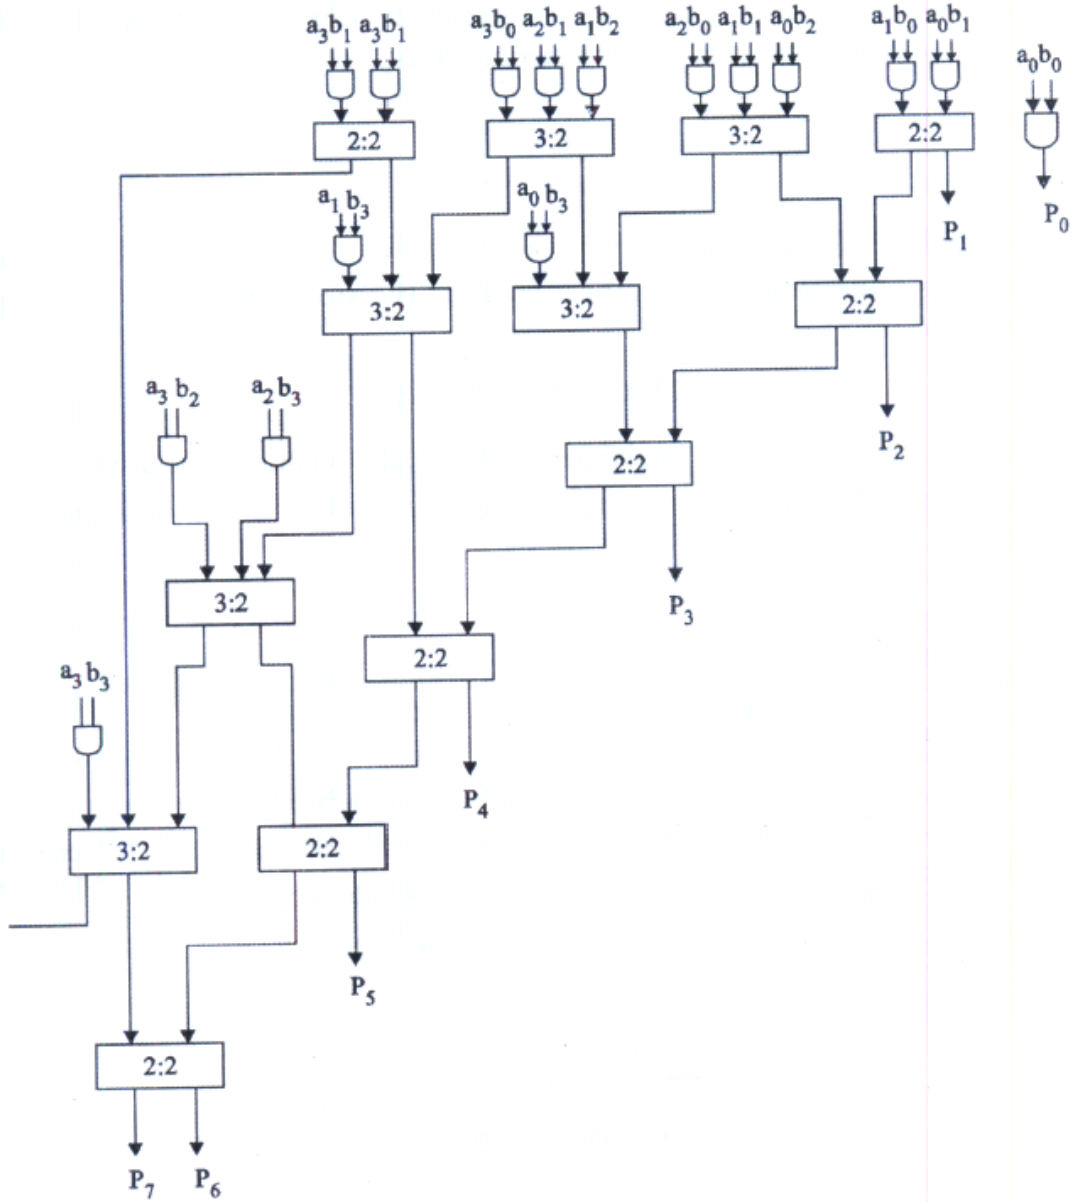 a₃b₁ a₃b₁ a₃b₀ a₂b₁ a₁b₂ a₂b₀ a₁b₁ a₀b₂ a₁b₀ a₀b₁
a₀b₀
2:2 3:2 3:2 2:2
a₁ b₃ a₀ b₃
P₁ P₀
3:2 3:2 2:2
a₃ b₂ a₂ b₃
P₂
2:2
3:2
P₃
2:2
a₃ b₃
P₄
3:2 2:2
P₅
2:2
P₇ P₆